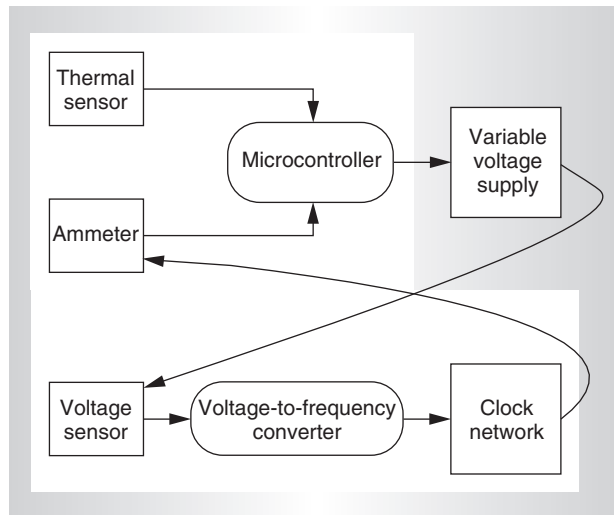 Thermal
sensor
Microcontroller
Variable
voltage
supply
Ammeter
Voltage
sensor
Voltage-to-frequency
converter
Clock
network